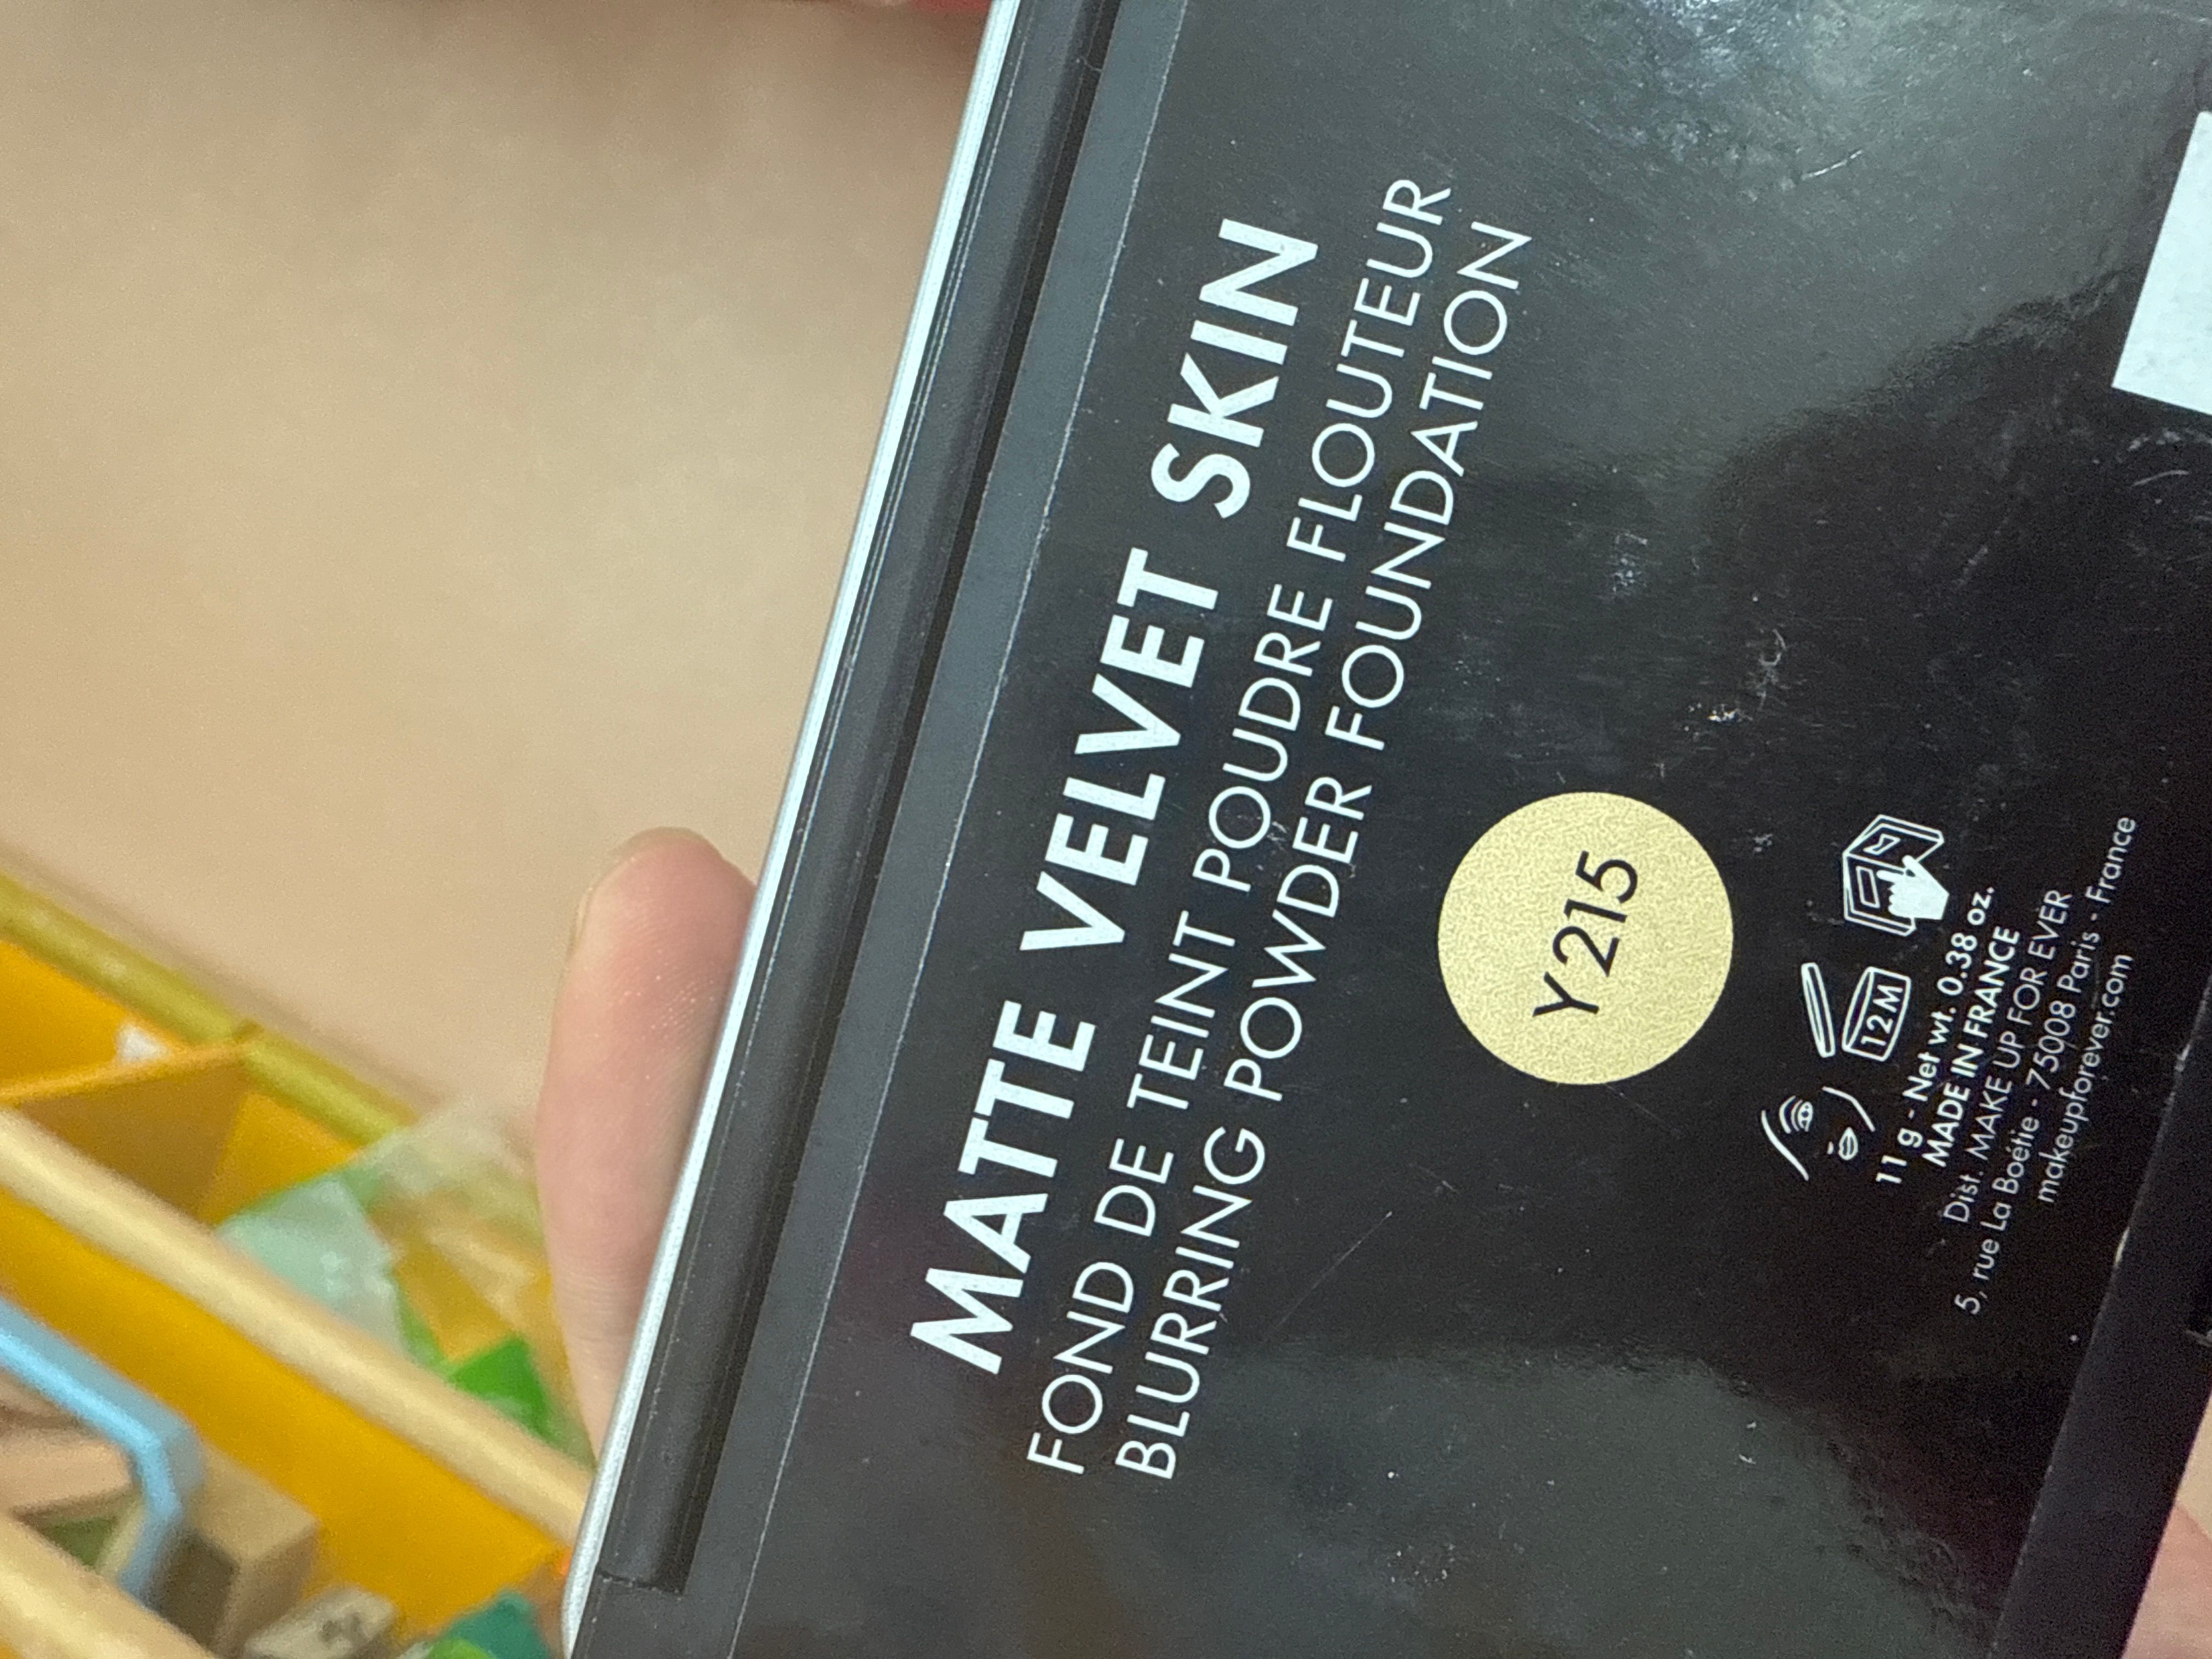 MATTE VELVET SKIN
FOND DE TEINT POUDRE FLOUTEUR
BLURRING POWDER FOUNDATION
Y215
12M
11 g - Net wt. 0.38 oz.
MADE IN FRANCE
Dist. MAKE UP FOR EVER
5, rue La Boétie - 75008 Paris - France
makeupforever.com